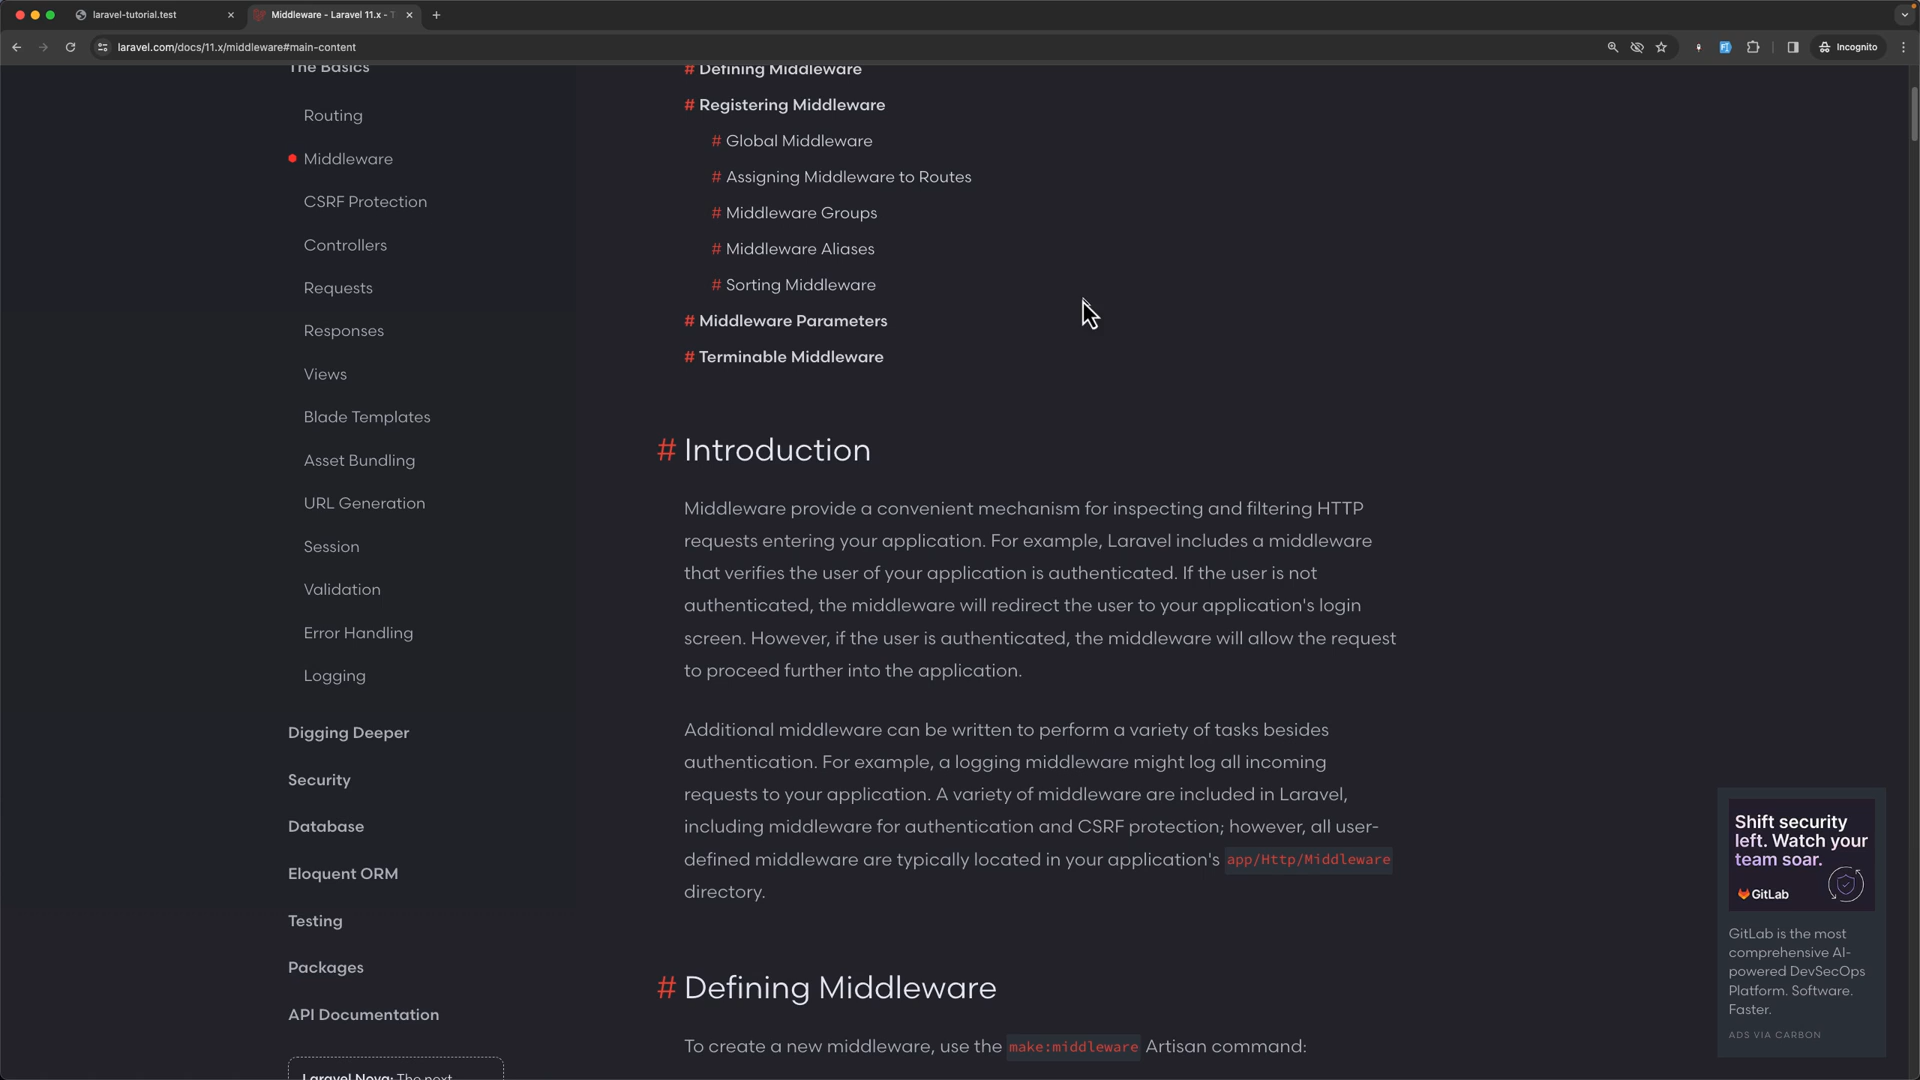 laravel-tutorial.test
Middleware - Laravel 11.x - T
laravel.com/docs/11.x/middleware#main-content
Incognito
The Basics
Routing
Middleware
CSRF Protection
Controllers
Requests
Responses
Views
Blade Templates
Asset Bundling
URL Generation
Session
Validation
Error Handling
Logging
Digging Deeper
Security
Database
Eloquent ORM
Testing
Packages
API Documentation
Laravel Nova: The next
# Defining Middleware
# Registering Middleware
# Global Middleware
# Assigning Middleware to Routes
# Middleware Groups
# Middleware Aliases
# Sorting Middleware
# Middleware Parameters
# Terminable Middleware
# Introduction
Middleware provide a convenient mechanism for inspecting and filtering HTTP
requests entering your application. For example, Laravel includes a middleware
that verifies the user of your application is authenticated. If the user is not
authenticated, the middleware will redirect the user to your application's login
screen. However, if the user is authenticated, the middleware will allow the request
to proceed further into the application.
Additional middleware can be written to perform a variety of tasks besides
authentication. For example, a logging middleware might log all incoming
requests to your application. A variety of middleware are included in Laravel,
including middleware for authentication and CSRF protection; however, all user-
defined middleware are typically located in your application's app/Http/Middleware
directory.
# Defining Middleware
To create a new middleware, use the make:middleware Artisan command:
Shift security
left. Watch your
team soar.
GitLab
GitLab is the most
comprehensive AI-
powered DevSecOps
Platform. Software.
Faster.
ADS VIA CARBON